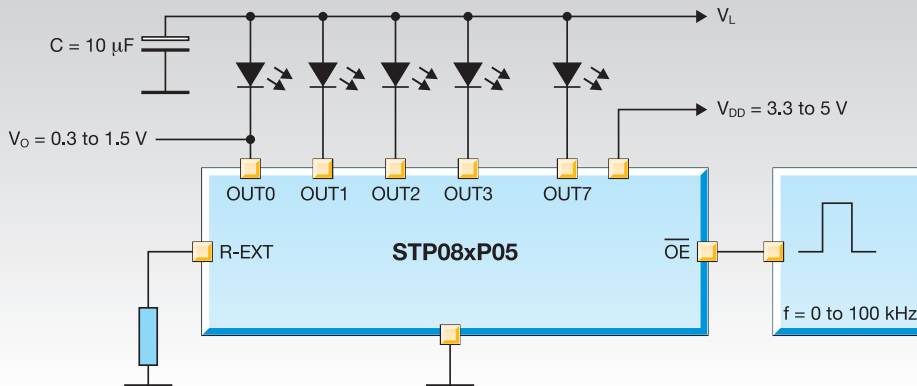 V_L
C = 10 μF
V_DD = 3.3 to 5 V
V_O = 0.3 to 1.5 V
OUT0 OUT1 OUT2 OUT3 OUT7
R-EXT STP08xP05 O̅E̅
f = 0 to 100 kHz